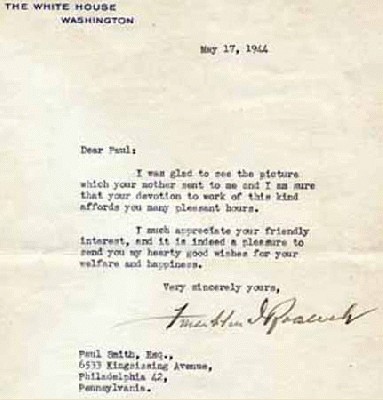 THE WHITE HOUSE
WASHINGTON
May 17, 1944
Dear Paul:
I was glad to see the picture
which your mother sent to me and I am sure
that your devotion to work of this kind
affords you many pleasant hours.
I much appreciate your friendly
interest, and it is indeed a pleasure to
send you my hearty good wishes for your
welfare and happiness.
Very sincerely yours,
Franklin D Roosevelt
Paul Smith, Esq.,
6533 Kingsissing Avenue,
Philadelphia 42,
Pennsylvania.